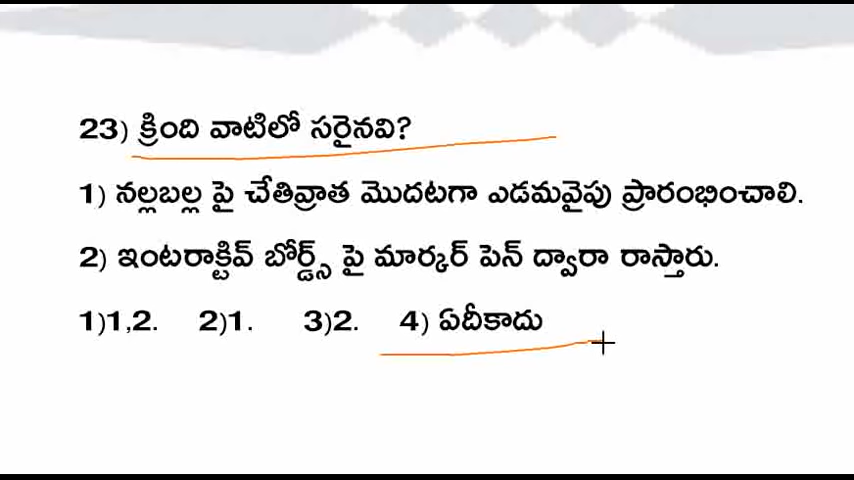 23) క్రింది వాటిలో సరైనవి?
1) నల్లబల్ల పై చేతివ్రాత మొదటగా ఎడమవైపు ప్రారంభించాలి.
2) ఇంటరాక్టివ్ బోర్డ్స్ పై మార్కర్ పెన్ ద్వారా రాస్తారు.
1)1,2. 2)1. 3)2. 4) ఏదీకాదు